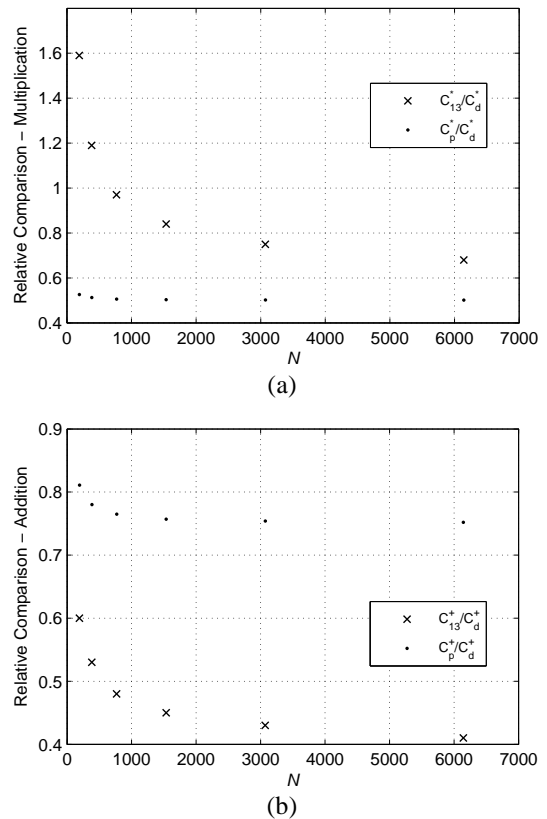 Relative Comparison – Multiplication
1.6
1.4
1.2
1
0.8
0.6
0.4
C*13/C*d
C*p/C*d
0 1000 2000 3000 4000 5000 6000 7000
N
(a)
Relative Comparison – Addition
0.9
0.8
0.7
0.6
0.5
0.4
C+13/C+d
C+p/C+d
0 1000 2000 3000 4000 5000 6000 7000
N
(b)